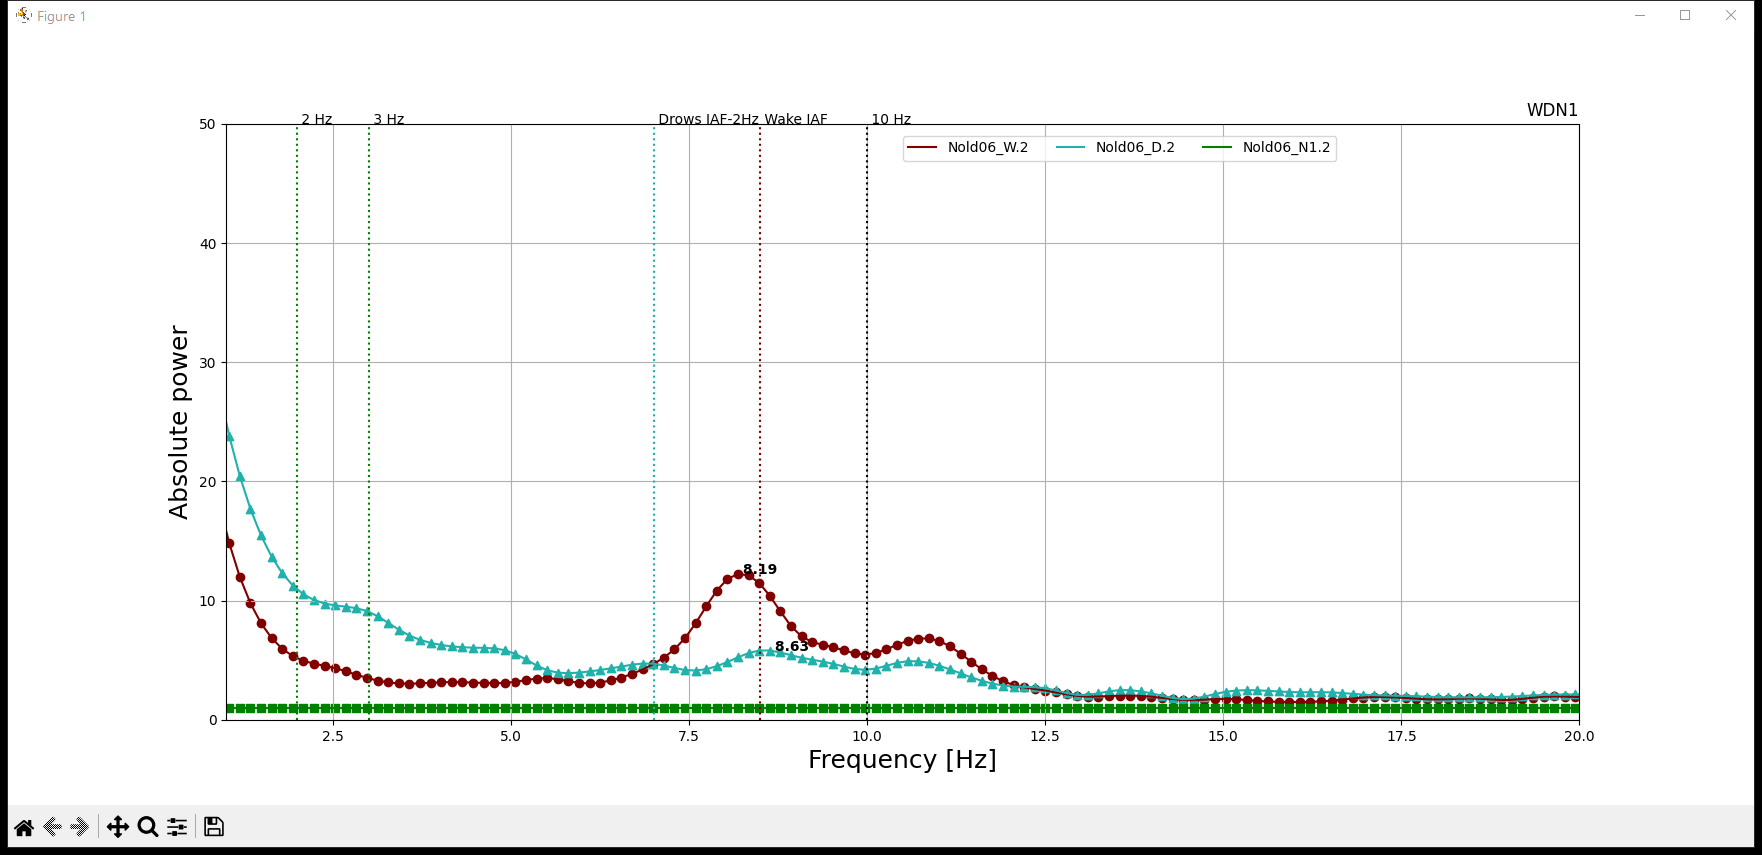 Figure 1
WDN1
2 Hz
3 Hz
Drows IAF-2Hz
Wake IAF
10 Hz
Nold06_W.2
Nold06_D.2
Nold06_N1.2
50
40
30
20
10
0
Absolute power
8.19
8.63
2.5
5.0
7.5
10.0
12.5
15.0
17.5
20.0
Frequency [Hz]